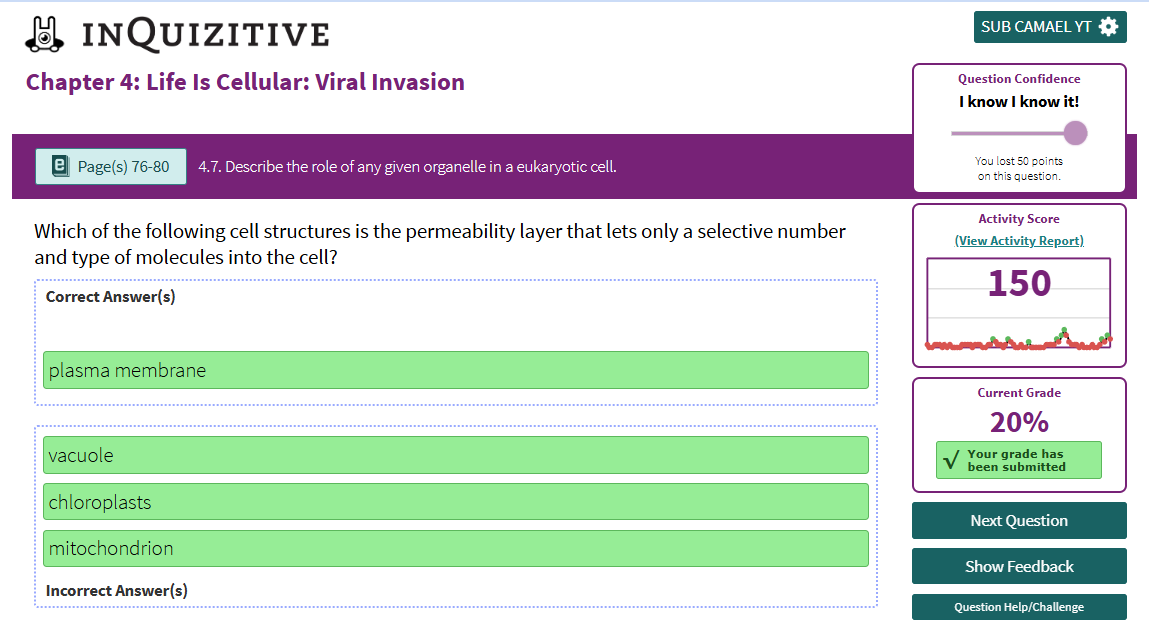 INQUIZITIVE
SUB CAMAEL YT
Chapter 4: Life Is Cellular: Viral Invasion
Question Confidence
I know I know it!
You lost 50 points
on this question.
Page(s) 76-80
4.7. Describe the role of any given organelle in a eukaryotic cell.
Which of the following cell structures is the permeability layer that lets only a selective number
and type of molecules into the cell?
Correct Answer(s)
plasma membrane
vacuole
chloroplasts
mitochondrion
Incorrect Answer(s)
Activity Score
(View Activity Report)
150
Current Grade
20%
√ Your grade has
been submitted
Next Question
Show Feedback
Question Help/Challenge